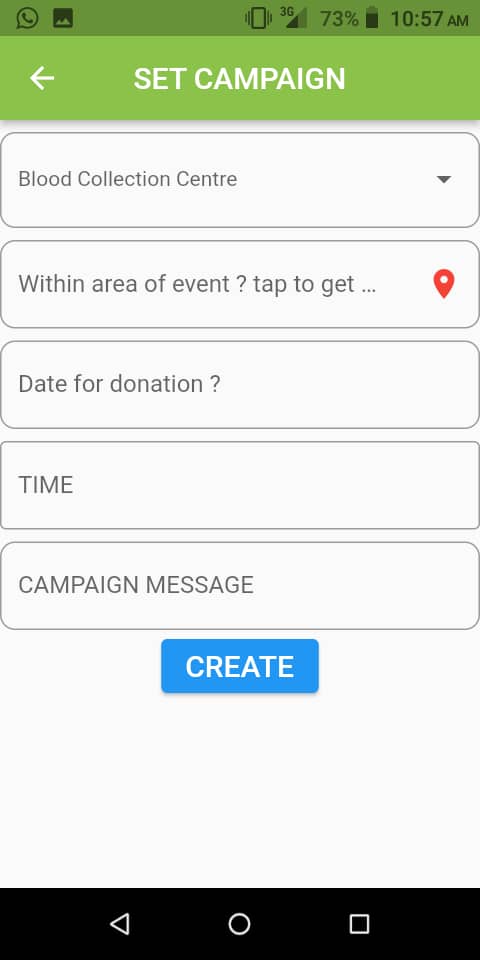 3G 73% 10:57 AM
SET CAMPAIGN
Blood Collection Centre
Within area of event ? tap to get ...
Date for donation ?
TIME
CAMPAIGN MESSAGE
CREATE